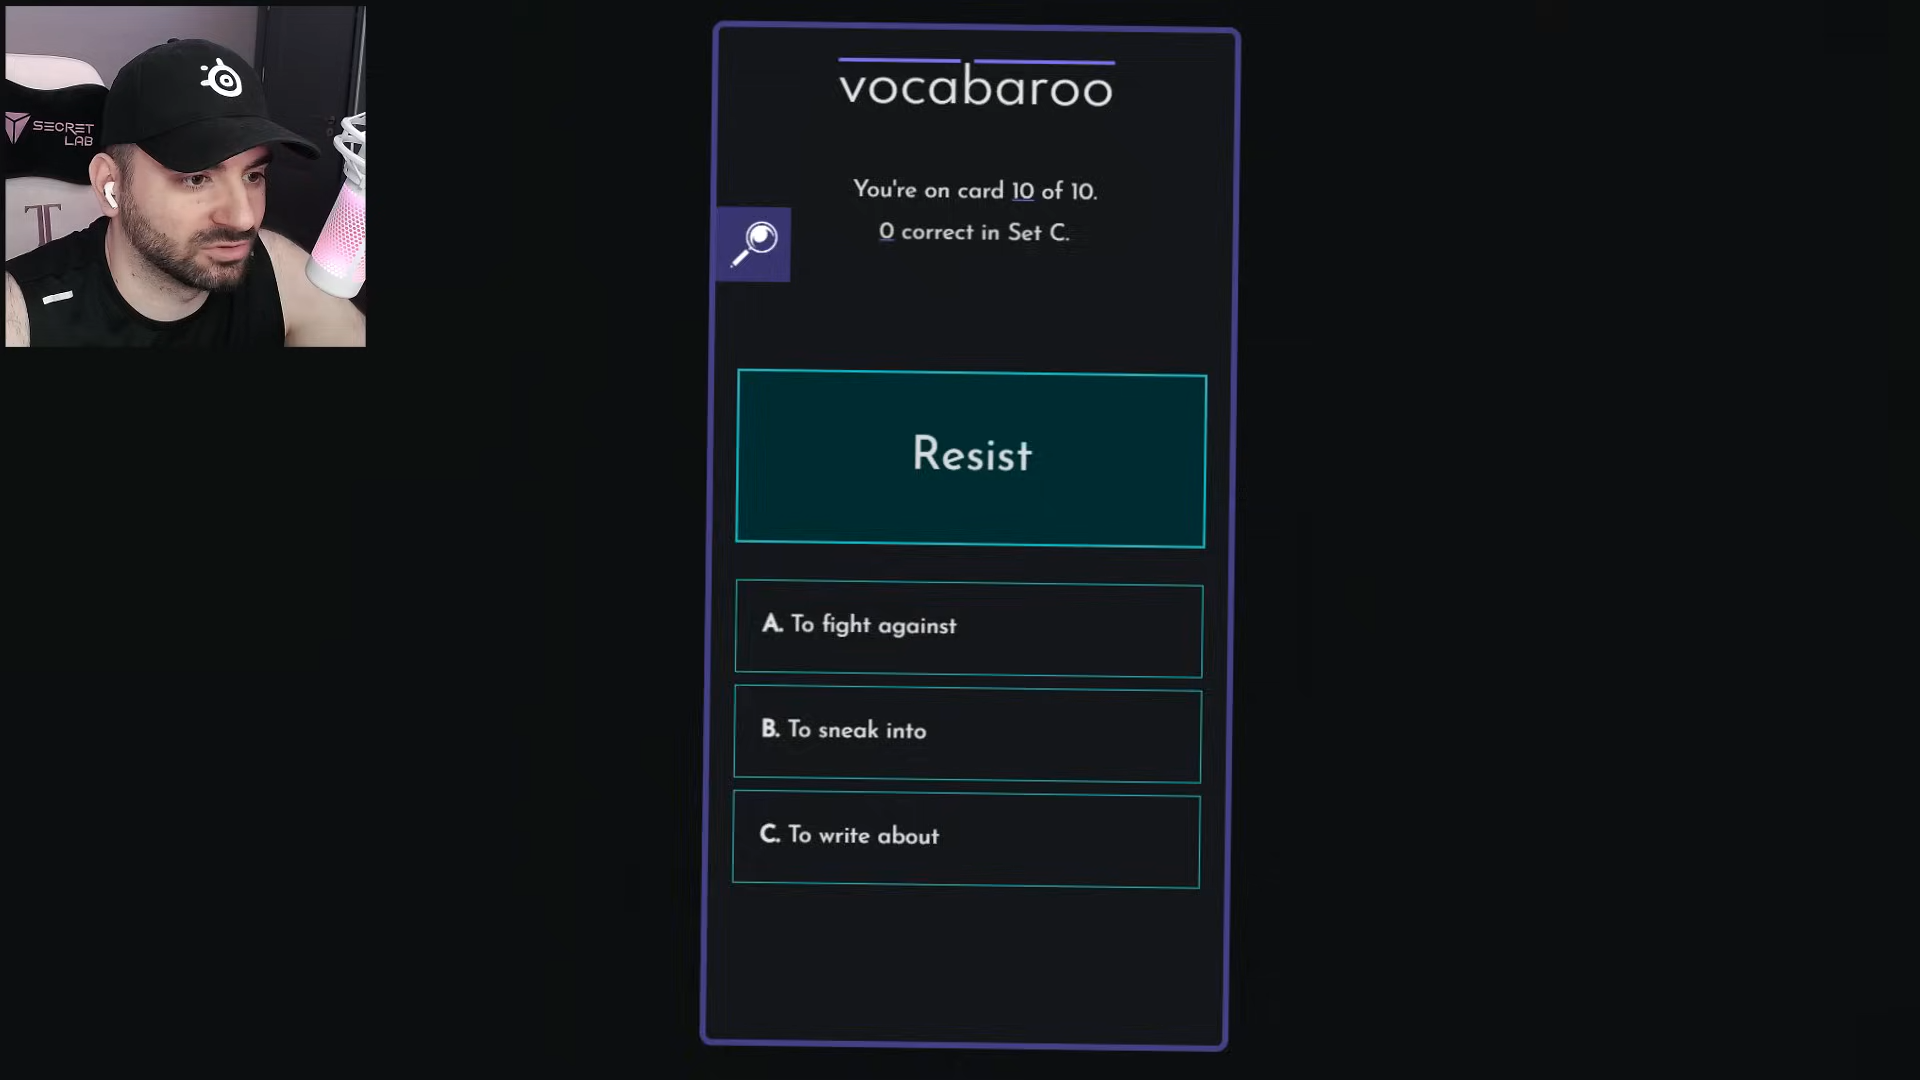 SECRET
LAB
vocabaroo
You're on card 10 of 10.
0 correct in Set C.
Resist
A. To fight against
B. To sneak into
C. To write about